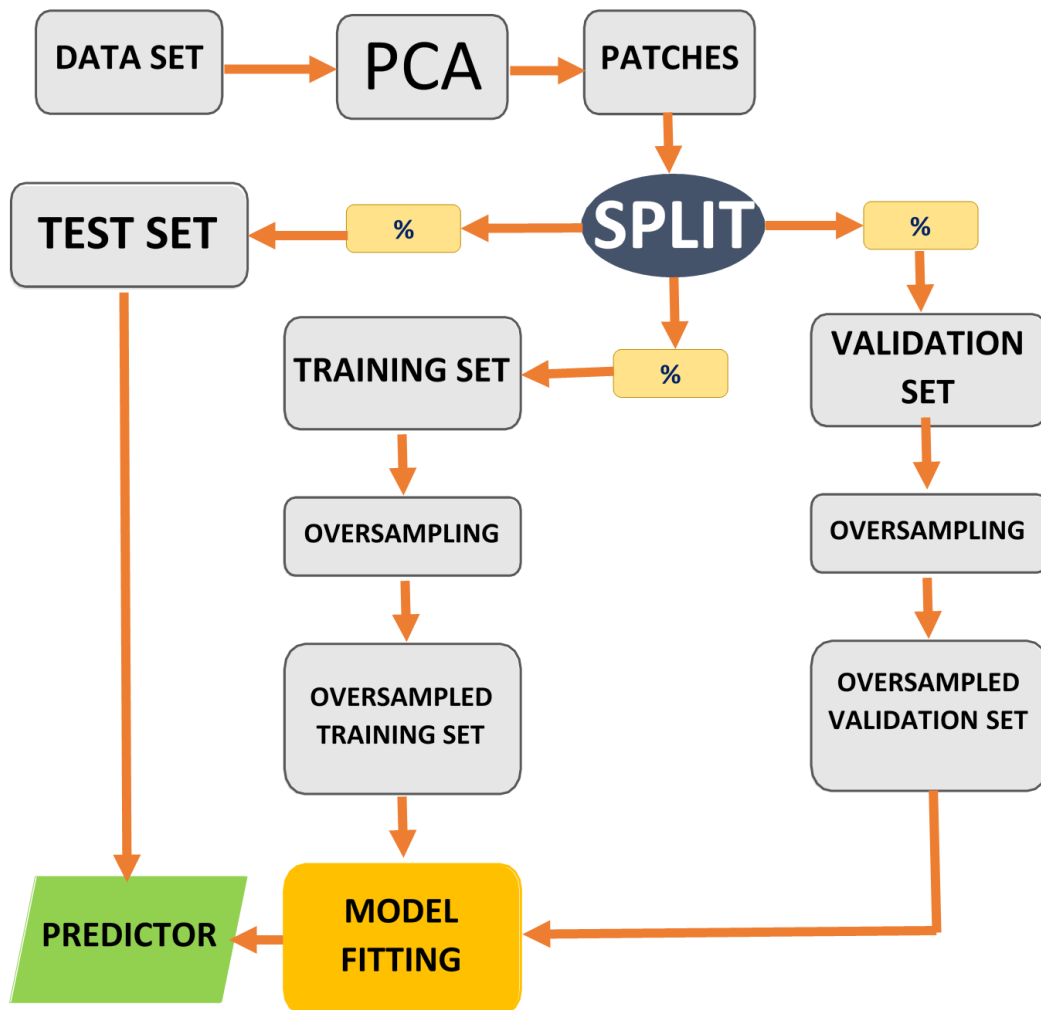 DATA SET
PCA
PATCHES
TEST SET
%
SPLIT
%
TRAINING SET
%
VALIDATION
SET
OVERSAMPLING
OVERSAMPLING
OVERSAMPLED
TRAINING SET
OVERSAMPLED
VALIDATION SET
PREDICTOR
MODEL
FITTING